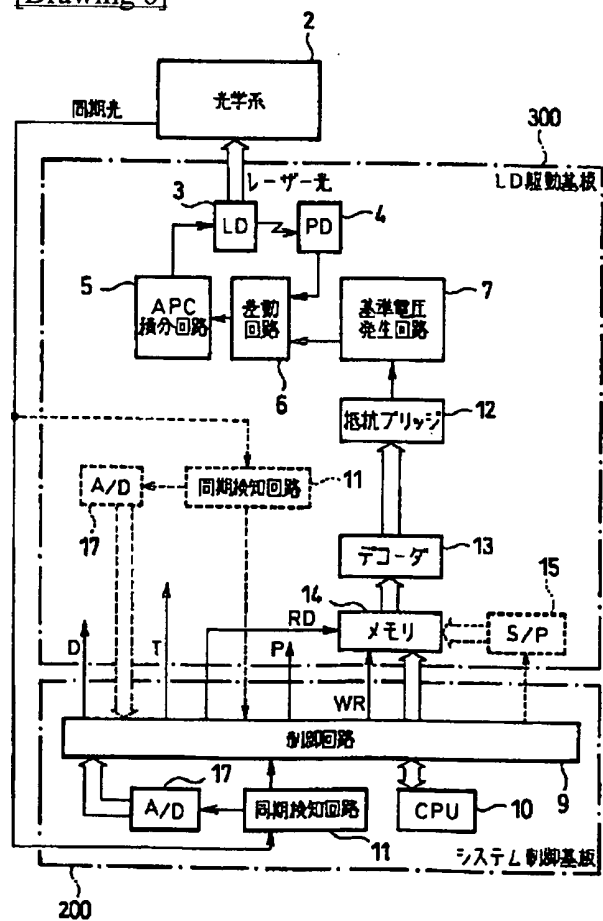 [Drawing 6]
2
光学系
同期光
300
LD駆動基板
レーザー光
3
LD
4
PD
5
APC
積分回路
差動
回路
6
7
基準電圧
発生回路
12
抵抗ブリッジ
A/D
17
同期検知回路
11
デコーダ
13
14
メモリ
15
S/P
RD
D
T
P
WR
制御回路
9
17
A/D
同期検知回路
11
CPU
10
システム制御基板
200